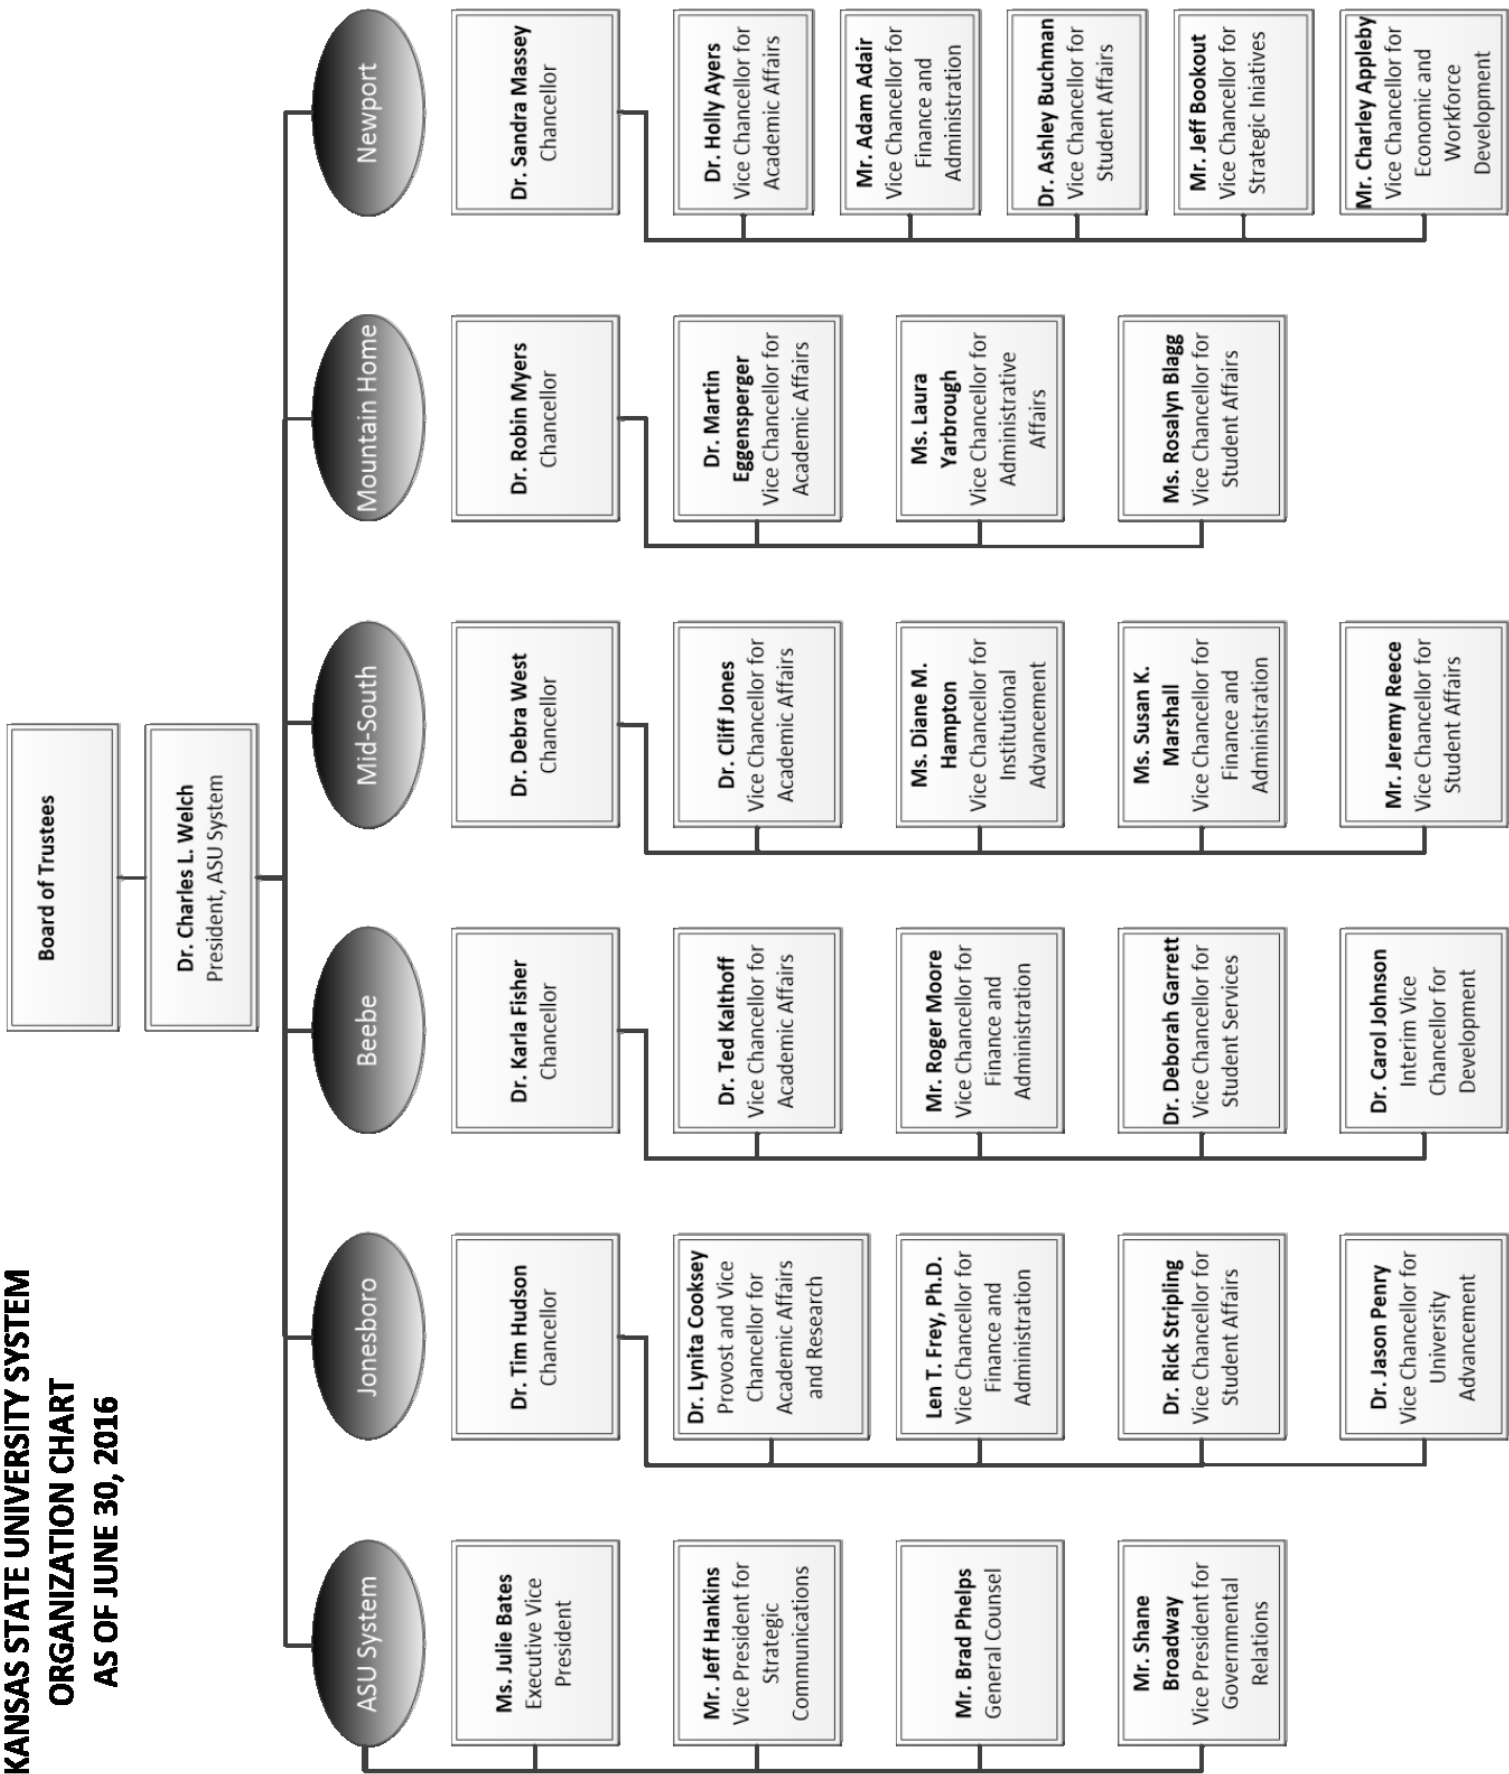 KANSAS STATE UNIVERSITY SYSTEM
ORGANIZATION CHART
AS OF JUNE 30, 2016
Board of Trustees
Dr. Charles L. Welch
President, ASU System
ASU System
Ms. Julie Bates
Executive Vice
President
Mr. Jeff Hankins
Vice President for
Strategic
Communications
Mr. Brad Phelps
General Counsel
Mr. Shane
Broadway
Vice President for
Governmental
Relations
Jonesboro
Dr. Tim Hudson
Chancellor
Dr. Lynita Cooksey
Provost and Vice
Chancellor for
Academic Affairs
and Research
Len T. Frey, Ph.D.
Vice Chancellor for
Finance and
Administration
Dr. Rick Stripling
Vice Chancellor for
Student Affairs
Dr. Jason Penry
Vice Chancellor for
University
Advancement
Beebe
Dr. Karla Fisher
Chancellor
Dr. Ted Kalthoff
Vice Chancellor for
Academic Affairs
Mr. Roger Moore
Vice Chancellor for
Finance and
Administration
Dr. Deborah Garrett
Vice Chancellor for
Student Services
Dr. Carol Johnson
Interim Vice
Chancellor for
Development
Mid-South
Dr. Debra West
Chancellor
Dr. Cliff Jones
Vice Chancellor for
Academic Affairs
Ms. Diane M.
Hampton
Vice Chancellor for
Institutional
Advancement
Ms. Susan K.
Marshall
Vice Chancellor for
Finance and
Administration
Mr. Jeremy Reece
Vice Chancellor for
Student Affairs
Mountain Home
Dr. Robin Myers
Chancellor
Dr. Martin
Eggensperger
Vice Chancellor for
Academic Affairs
Ms. Laura
Yarbrough
Vice Chancellor for
Administrative
Affairs
Ms. Rosalyn Blagg
Vice Chancellor for
Student Affairs
Newport
Dr. Sandra Massey
Chancellor
Dr. Holly Ayers
Vice Chancellor for
Academic Affairs
Mr. Adam Adair
Vice Chancellor for
Finance and
Administration
Dr. Ashley Buchman
Vice Chancellor for
Student Affairs
Mr. Jeff Bookout
Vice Chancellor for
Strategic Iniatives
Mr. Charley Appleby
Vice Chancellor for
Economic and
Workforce
Development